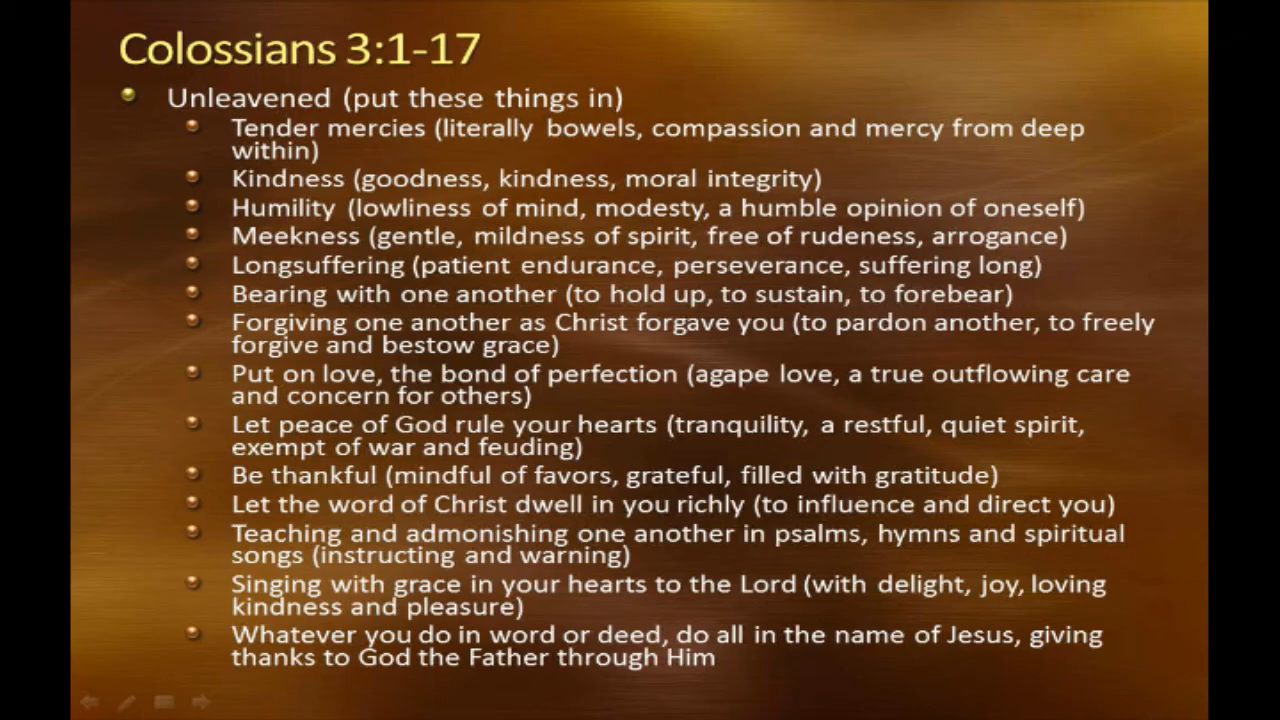 Colossians 3:1-17
Unleavened (put these things in)
Tender mercies (literally bowels, compassion and mercy from deep
within)
Kindness (goodness, kindness, moral integrity)
Humility (lowliness of mind, modesty, a humble opinion of oneself)
Meekness (gentle, mildness of spirit, free of rudeness, arrogance)
Longsuffering (patient endurance, perseverance, suffering long)
Bearing with one another (to hold up, to sustain, to forebear)
Forgiving one another as Christ forgave you (to pardon another, to freely
forgive and bestow grace)
Put on love, the bond of perfection (agape love, a true outflowing care
and concern for others)
Let peace of God rule your hearts (tranquility, a restful, quiet spirit,
exempt of war and feuding)
Be thankful (mindful of favors, grateful, filled with gratitude)
Let the word of Christ dwell in you richly (to influence and direct you)
Teaching and admonishing one another in psalms, hymns and spiritual
songs (instructing and warning)
Singing with grace in your hearts to the Lord (with delight, joy, loving
kindness and pleasure)
Whatever you do in word or deed, do all in the name of Jesus, giving
thanks to God the Father through Him